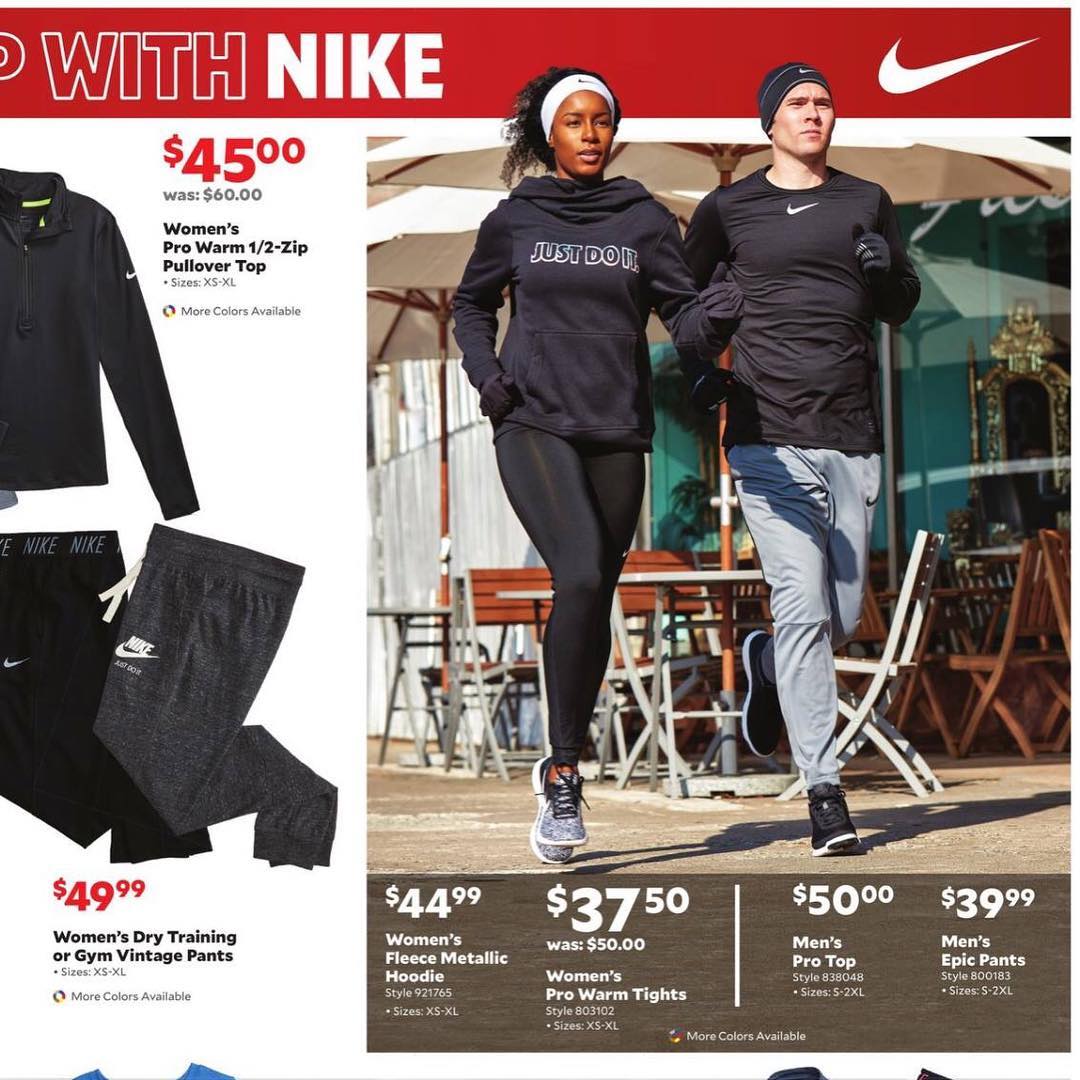 P WITH NIKE
$45.00
was: $60.00
Women's
Pro Warm 1/2-Zip
Pullover Top
• Sizes: XS-XL
More Colors Available
JUST DO IT.
NIKE NIKE
NIKE
JUST DO IT
$49.99
Women's Dry Training
or Gym Vintage Pants
• Sizes: XS-XL
More Colors Available
$44.99
Women's
Fleece Metallic
Hoodie
Style 921765
• Sizes: XS-XL
$37.50
was: $50.00
Women's
Pro Warm Tights
Style 803102
• Sizes: XS-XL
$50.00
Men's
Pro Top
Style 838048
• Sizes: S-2XL
$39.99
Men's
Epic Pants
Style 800183
• Sizes: S-2XL
More Colors Available